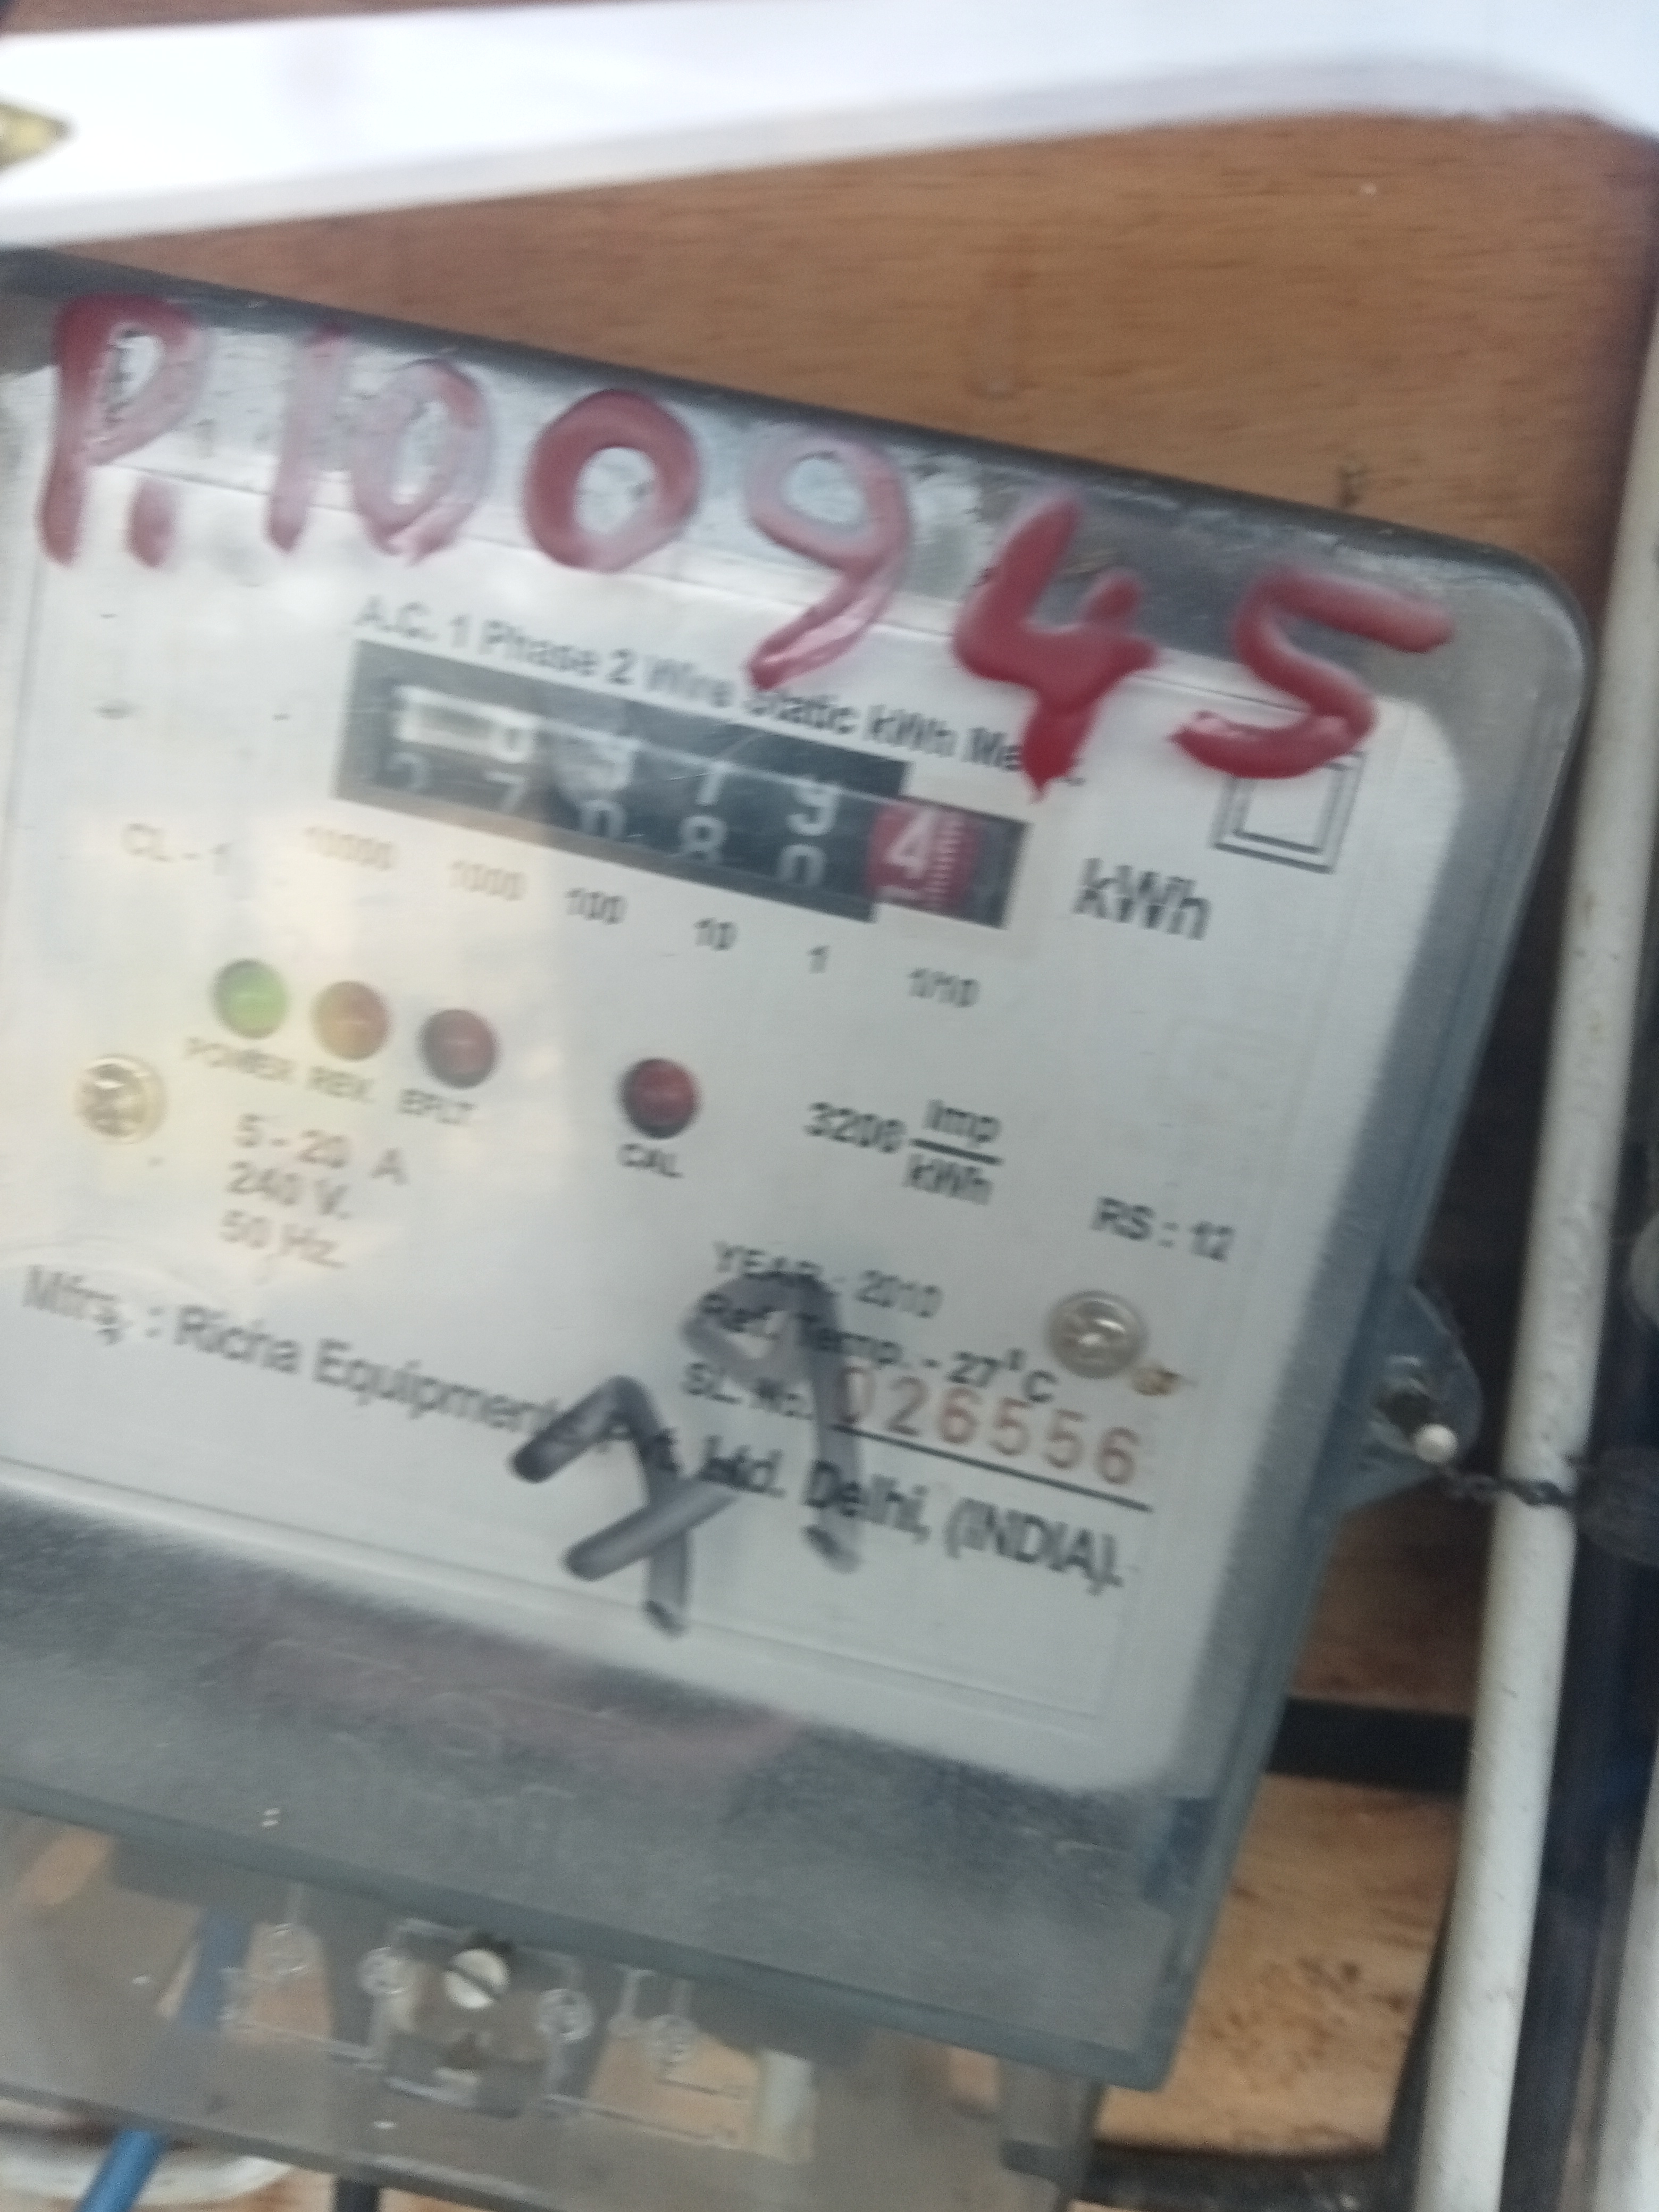 P.100945
A.C. 1 Phase 2 Wire Static kWh
4
kWh
CL - 1
10000 1000 100 10 1 1/10
POWER REV. EFLT
CAL
3200 Imp/kWh
5 - 20 A
240 V.
50 Hz.
RS : 12
YEAR : 2010
Ref. Temp. - 27°C
SL. No. 026556
Mfrs. : Richa Equipments Pvt. Ltd. Delhi, (INDIA).